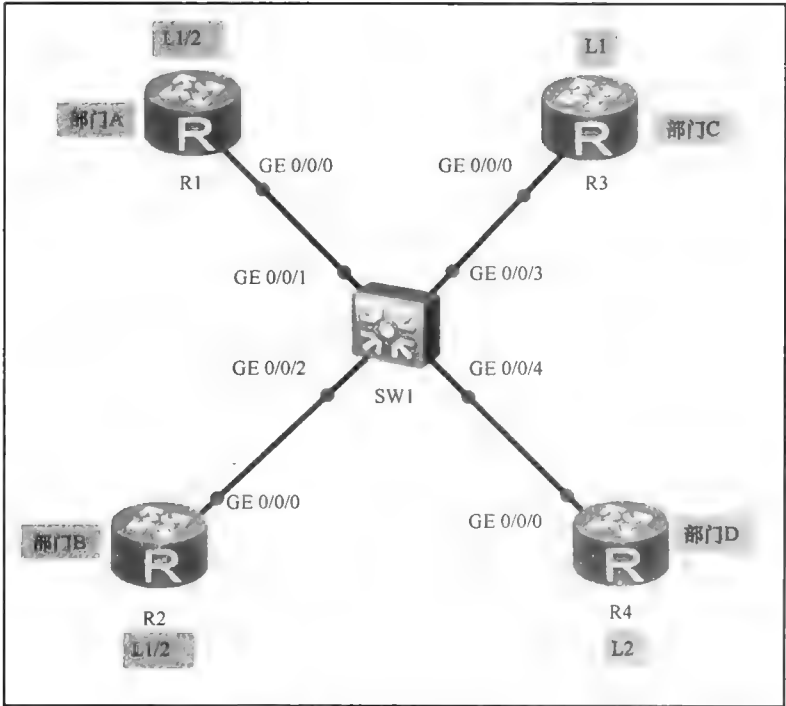 L1/2
L1
部门A
部门C
R
R
GE 0/0/0
GE 0/0/0
R1
R3
GE 0/0/1
GE 0/0/3
GE 0/0/2
GE 0/0/4
SW1
GE 0/0/0
GE 0/0/0
部门B
部门D
R
R
R2
R4
L1/2
L2